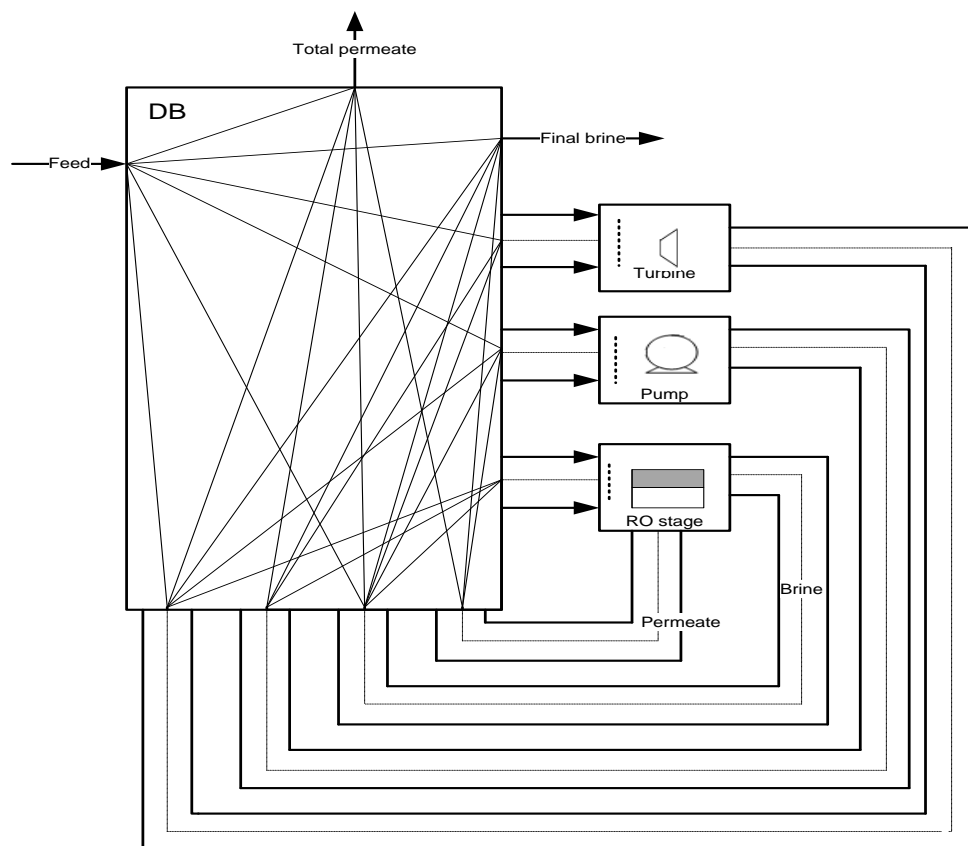 Total permeate
DB
Feed
Final brine
Turbine
Pump
RO stage
Brine
Permeate